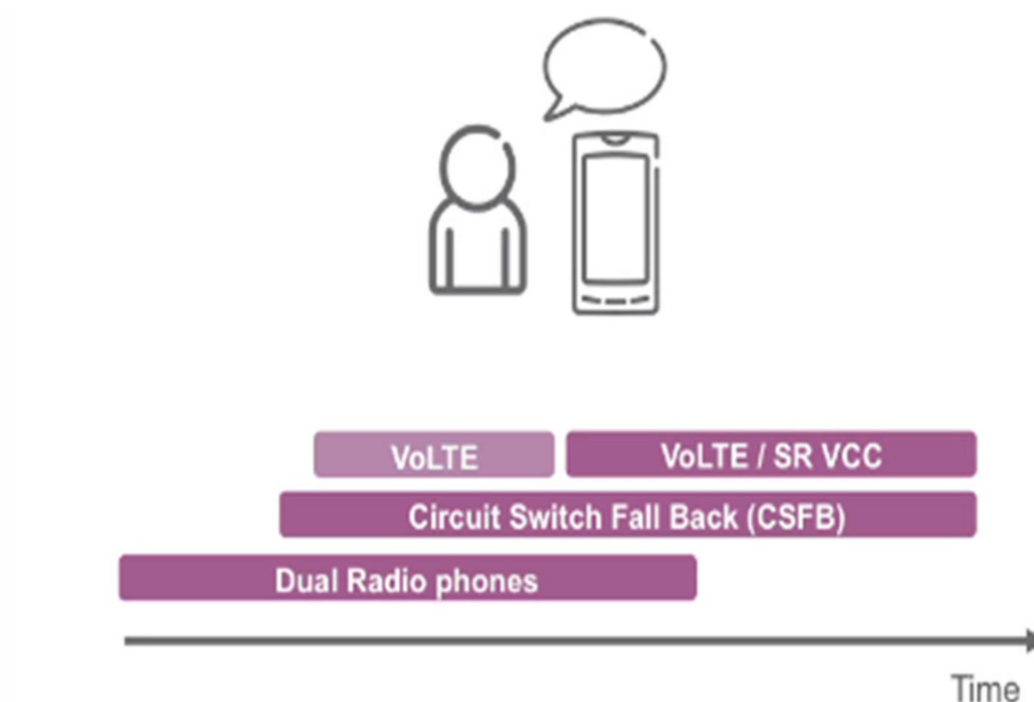 VoLTE
VoLTE / SR VCC
Circuit Switch Fall Back (CSFB)
Dual Radio phones
Time